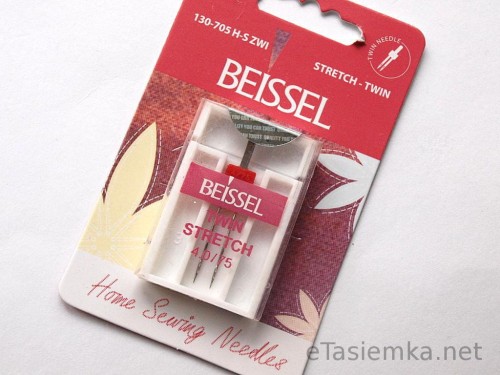 130-705 H-S ZWI
TWIN NEEDLE
STRETCH - TWIN
BEISSEL
BEISSEL
TWIN
STRETCH
4.0/75
Home Sewing Needles
eTasiemka.net